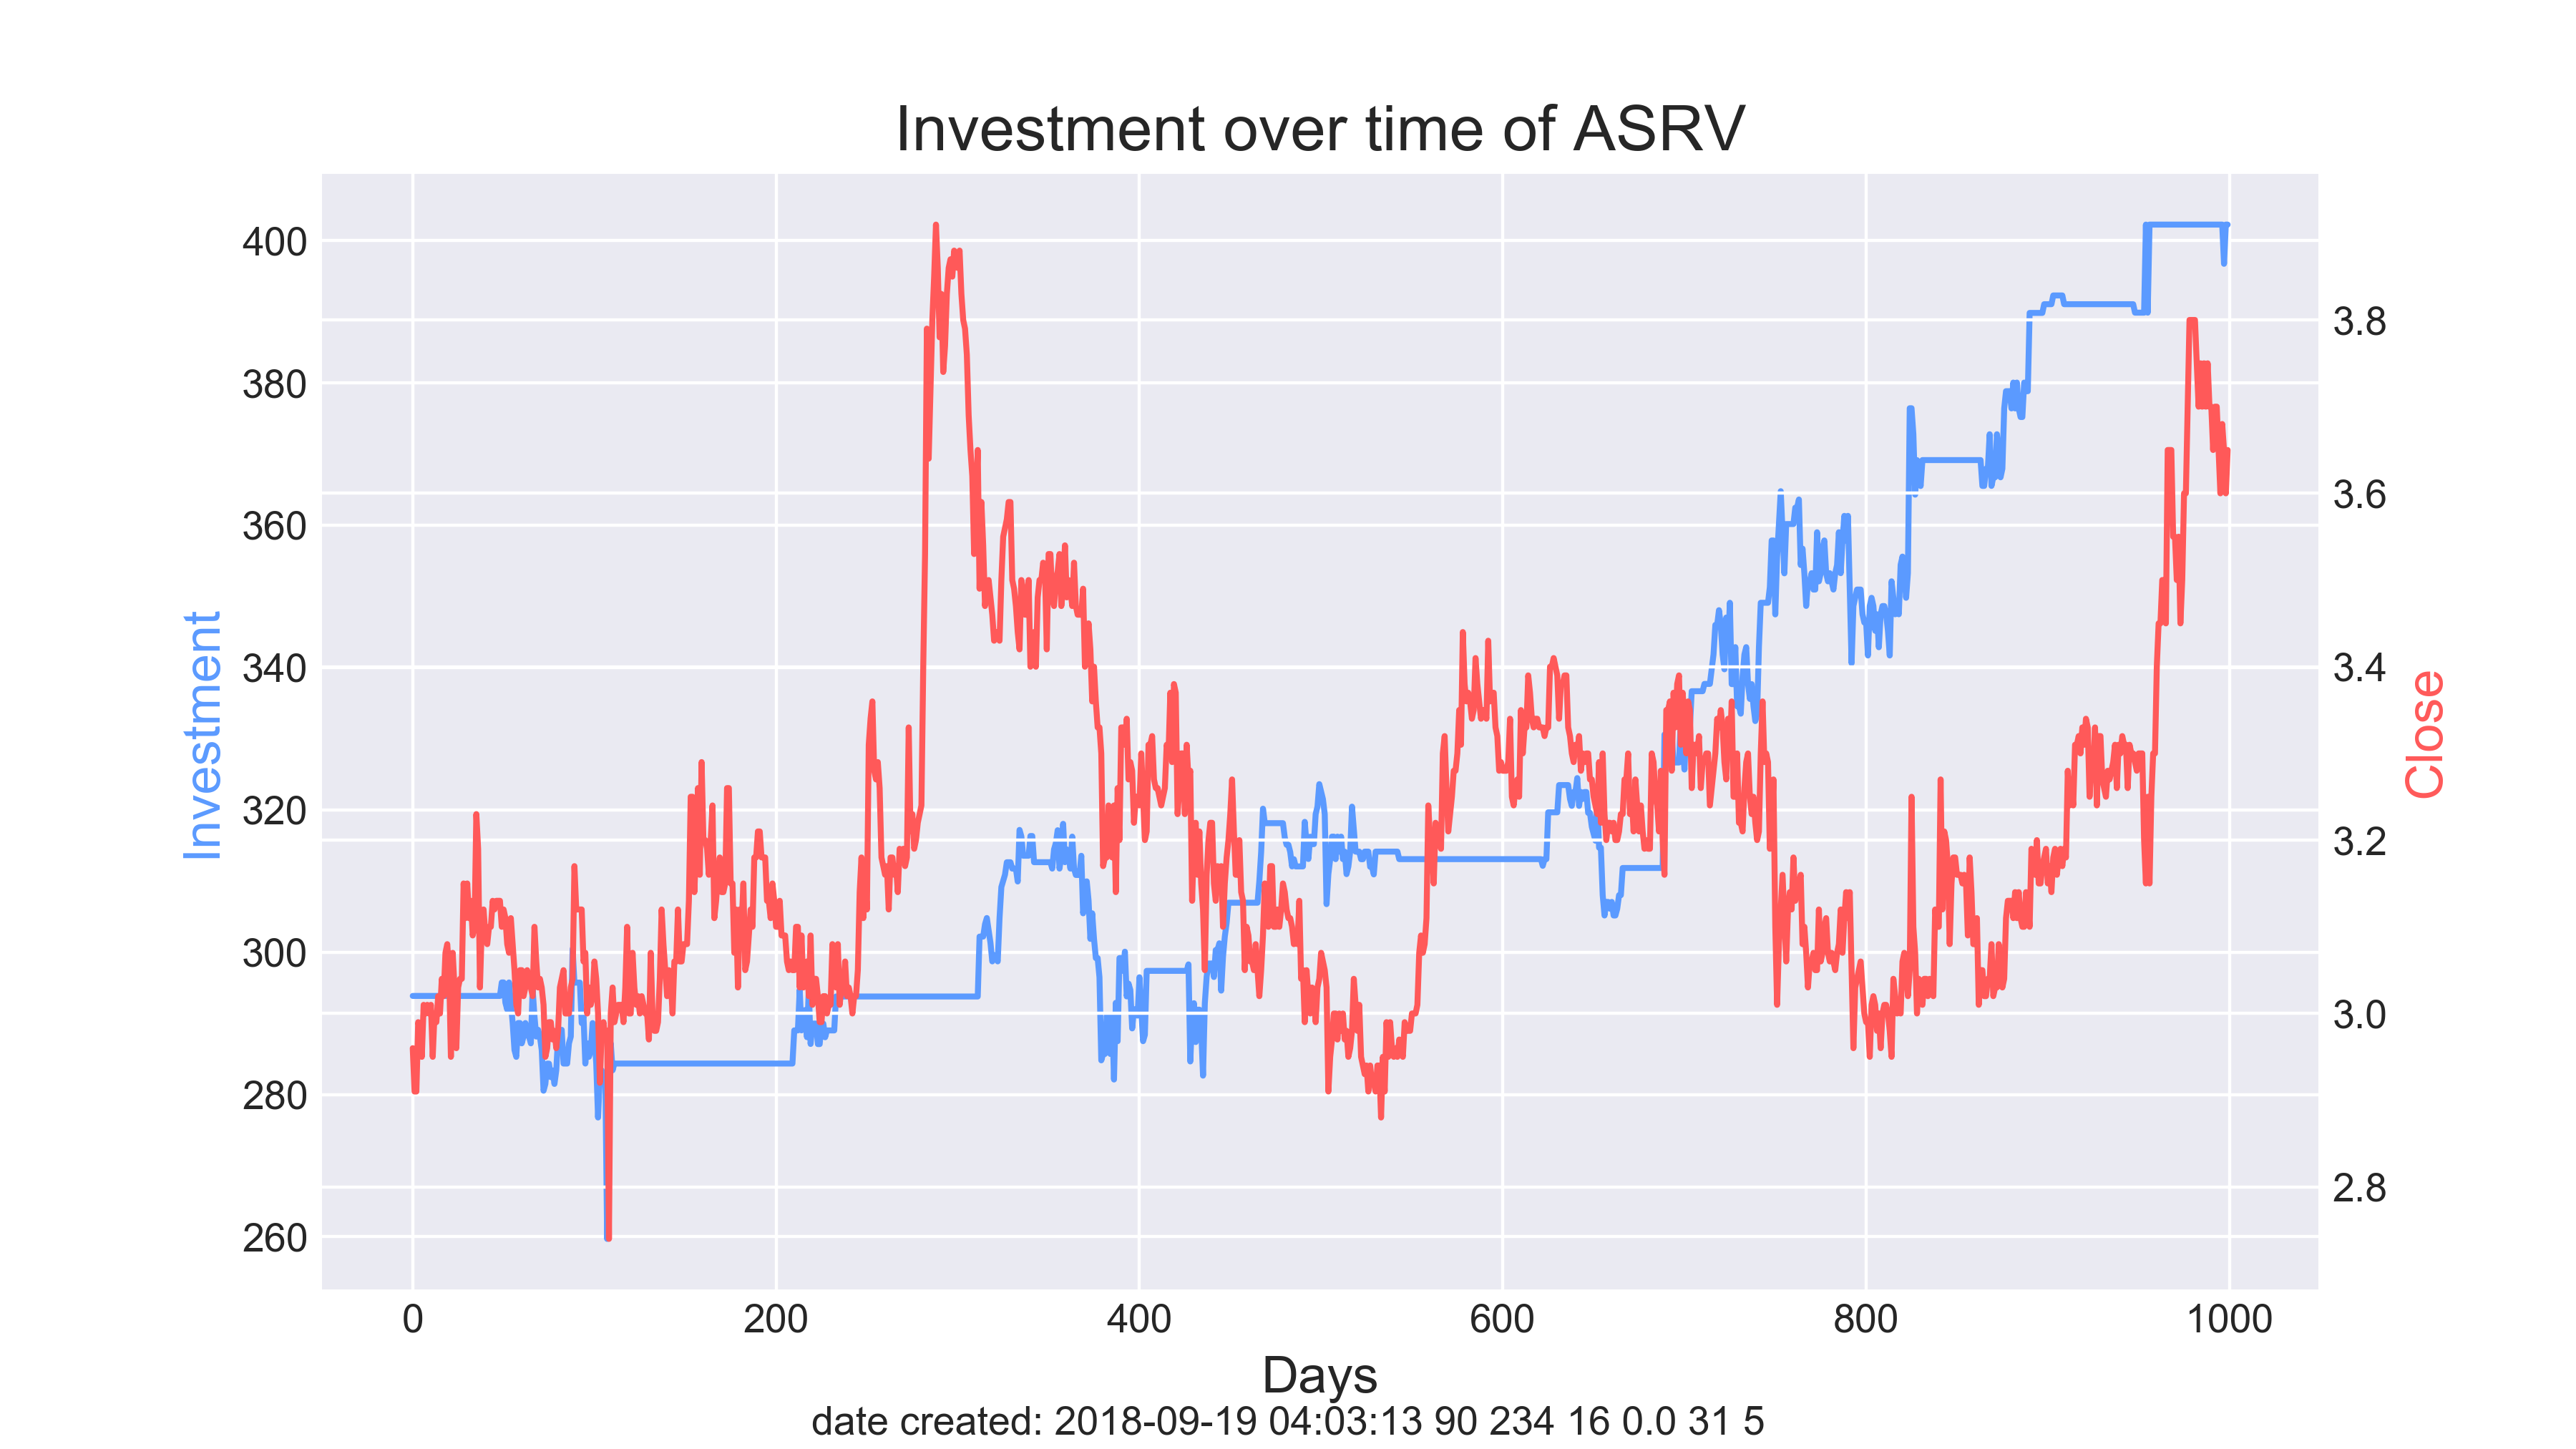 Investment over time of ASRV
400
380
360
340
320
300
280
260
Investment
3.8
3.6
3.4
3.2
3.0
2.8
Close
0 200 400 600 800 1000
Days
date created: 2018-09-19 04:03:13 90 234 16 0.0 31 5